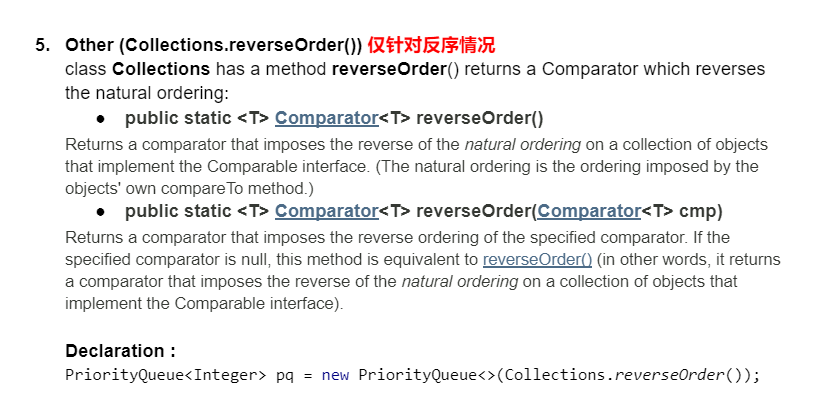 5. Other (Collections.reverseOrder()) 仅针对反序情况
class Collections has a method reverseOrder() returns a Comparator which reverses
the natural ordering:
● public static <T> Comparator<T> reverseOrder()
Returns a comparator that imposes the reverse of the natural ordering on a collection of objects
that implement the Comparable interface. (The natural ordering is the ordering imposed by the
objects' own compareTo method.)
● public static <T> Comparator<T> reverseOrder(Comparator<T> cmp)
Returns a comparator that imposes the reverse ordering of the specified comparator. If the
specified comparator is null, this method is equivalent to reverseOrder() (in other words, it returns
a comparator that imposes the reverse of the natural ordering on a collection of objects that
implement the Comparable interface).
Declaration :
PriorityQueue<Integer> pq = new PriorityQueue<>(Collections.reverseOrder());